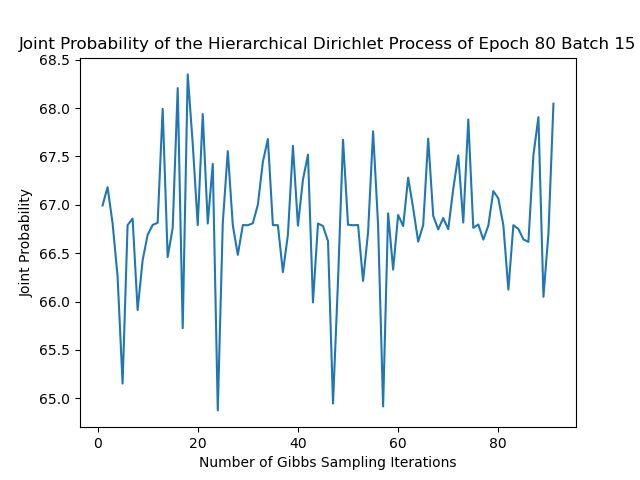 Joint Probability of the Hierarchical Dirichlet Process of Epoch 80 Batch 15
68.5
68.0
67.5
67.0
66.5
66.0
65.5
65.0
Joint Probability
0 20 40 60 80
Number of Gibbs Sampling Iterations